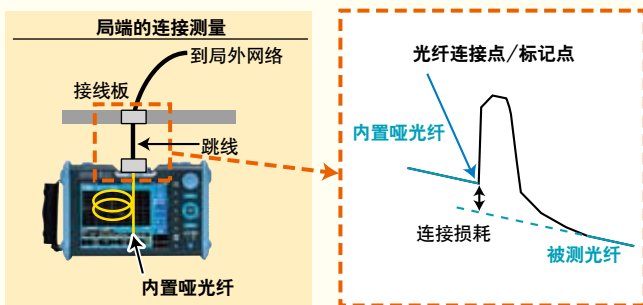 局端的连接测量
到局外网络
接线板
跳线
内置哑光纤
光纤连接点/标记点
内置哑光纤
连接损耗
被测光纤